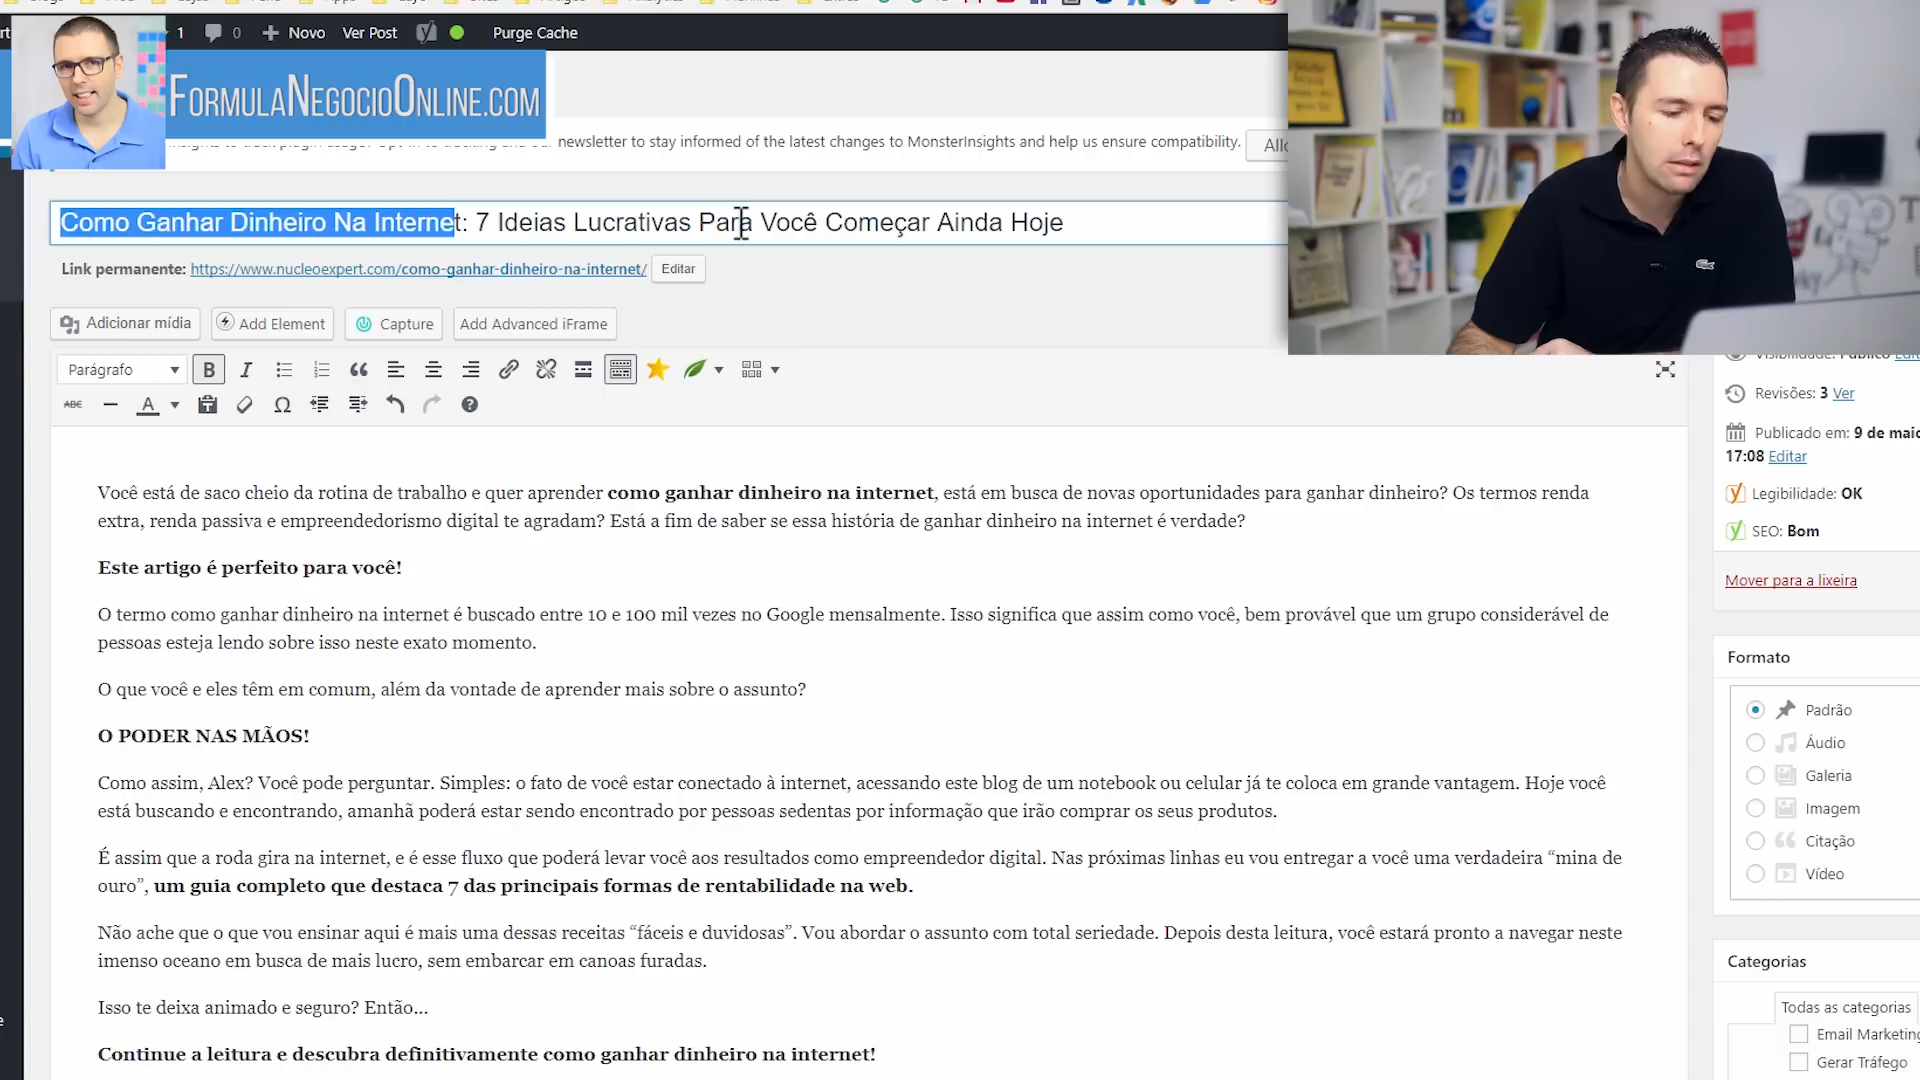 1
0
Novo
Ver Post
Purge Cache
FORMULANEGOCIOONLINE.COM
newsletter to stay informed of the latest changes to MonsterInsights and help us ensure compatibility.
Como Ganhar Dinheiro Na Internet: 7 Ideias Lucrativas Para Você Começar Ainda Hoje
Link permanente: https://www.nucleoexpert.com/como-ganhar-dinheiro-na-internet/ Editar
Adicionar mídia
Add Element
Capture
Add Advanced iFrame
Parágrafo
B I
ABC
A
Ω
Você está de saco cheio da rotina de trabalho e quer aprender como ganhar dinheiro na internet, está em busca de novas oportunidades para ganhar dinheiro? Os termos renda
extra, renda passiva e empreendedorismo digital te agradam? Está a fim de saber se essa história de ganhar dinheiro na internet é verdade?
Este artigo é perfeito para você!
O termo como ganhar dinheiro na internet é buscado entre 10 e 100 mil vezes no Google mensalmente. Isso significa que assim como você, bem provável que um grupo considerável de
pessoas esteja lendo sobre isso neste exato momento.
O que você e eles têm em comum, além da vontade de aprender mais sobre o assunto?
O PODER NAS MÃOS!
Como assim, Alex? Você pode perguntar. Simples: o fato de você estar conectado à internet, acessando este blog de um notebook ou celular já te coloca em grande vantagem. Hoje você
está buscando e encontrando, amanhã poderá estar sendo encontrado por pessoas sedentas por informação que irão comprar os seus produtos.
É assim que a roda gira na internet, e é esse fluxo que poderá levar você aos resultados como empreendedor digital. Nas próximas linhas eu vou entregar a você uma verdadeira “mina de
ouro”, um guia completo que destaca 7 das principais formas de rentabilidade na web.
Não ache que o que vou ensinar aqui é mais uma dessas receitas “fáceis e duvidosas”. Vou abordar o assunto com total seriedade. Depois desta leitura, você estará pronto a navegar neste
imenso oceano em busca de mais lucro, sem embarcar em canoas furadas.
Isso te deixa animado e seguro? Então...
Continue a leitura e descubra definitivamente como ganhar dinheiro na internet!
Revisões: 3 Ver
Publicado em: 9 de maio
17:08 Editar
Legibilidade: OK
SEO: Bom
Mover para a lixeira
Formato
Padrão
Áudio
Galeria
Imagem
Citação
Vídeo
Categorias
Todas as categorias
Email Marketing
Gerar Tráfego